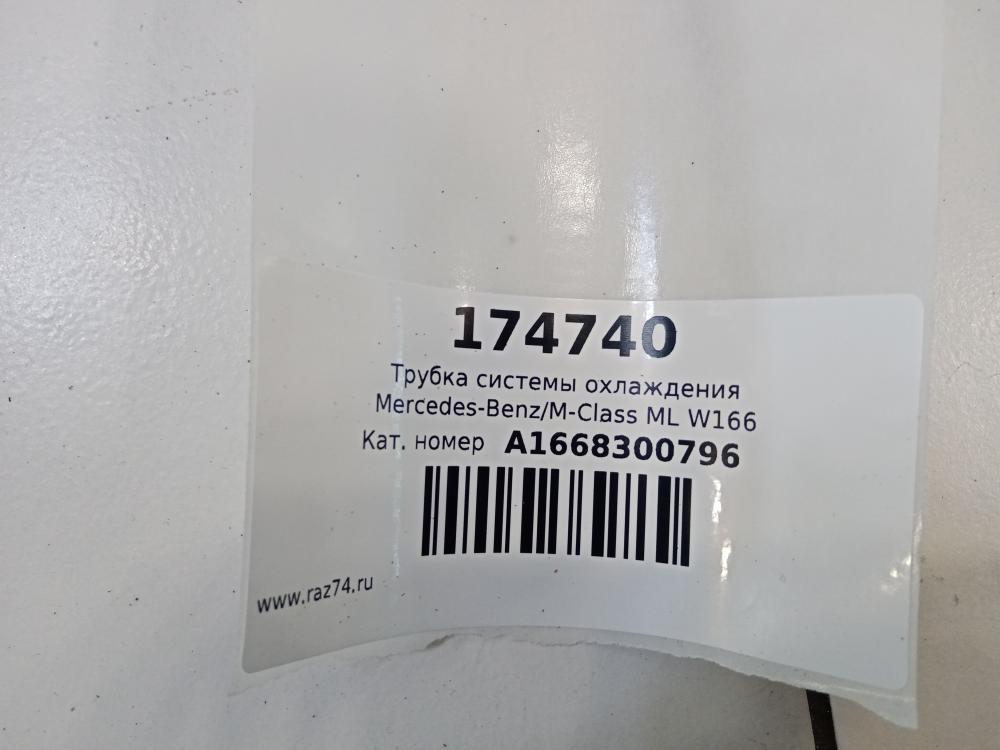 174740
Трубка системы охлаждения
Mercedes-Benz/M-Class ML W166
Кат. номер A1668300796
www.raz74.ru